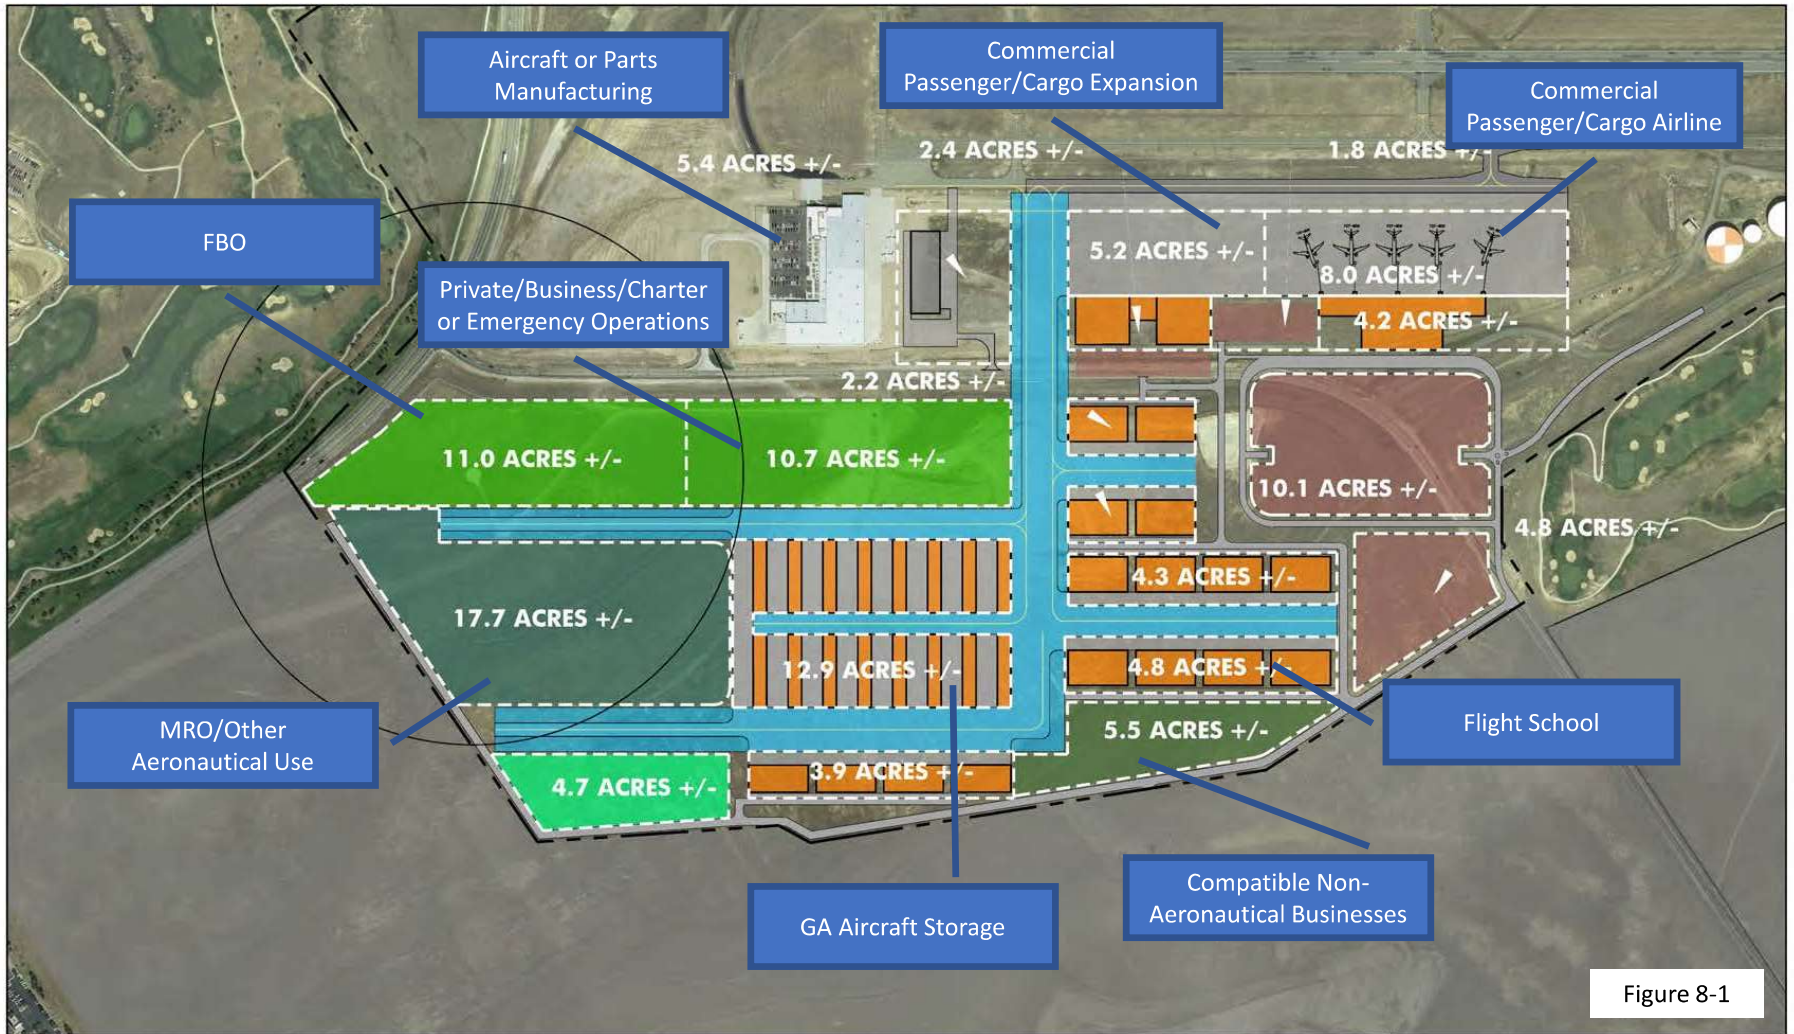 Aircraft or Parts
Manufacturing
Commercial
Passenger/Cargo Expansion
Commercial
Passenger/Cargo Airline
5.4 ACRES +/-
2.4 ACRES +/-
1.8 ACRES +/-
FBO
Private/Business/Charter
or Emergency Operations
5.2 ACRES +/-
8.0 ACRES +/-
4.2 ACRES +/-
2.2 ACRES +/-
11.0 ACRES +/-
10.7 ACRES +/-
10.1 ACRES +/-
4.8 ACRES +/-
4.3 ACRES +/-
17.7 ACRES +/-
12.9 ACRES +/-
4.8 ACRES +/-
MRO/Other
Aeronautical Use
5.5 ACRES +/-
Flight School
4.7 ACRES +/-
3.9 ACRES +/-
GA Aircraft Storage
Compatible Non-
Aeronautical Businesses
Figure 8-1